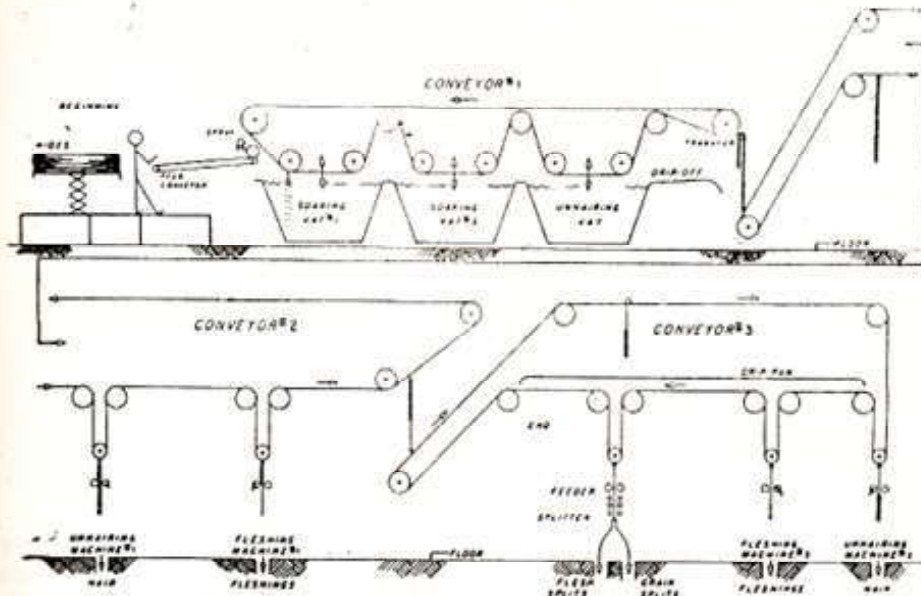 CONVEYOR #1
BEGINNING
HIDES
SPRAY
FEED
CONVEYOR
TRANSFER
DRIP-OFF
SOAKING
VAT #1
SOAKING
VAT #2
UNHAIRING
VAT
FLOOR
CONVEYOR #2
CONVEYOR #3
DRIP PAN
END
FEEDER
SPLITTER
UNHAIRING
MACHINE #1
HAIR
FLESHING
MACHINE #1
FLESHINGS
FLOOR
FLESH
SPLITS
GRAIN
SPLITS
FLESHING
MACHINE #2
FLESHINGS
UNHAIRING
MACHINE #2
HAIR